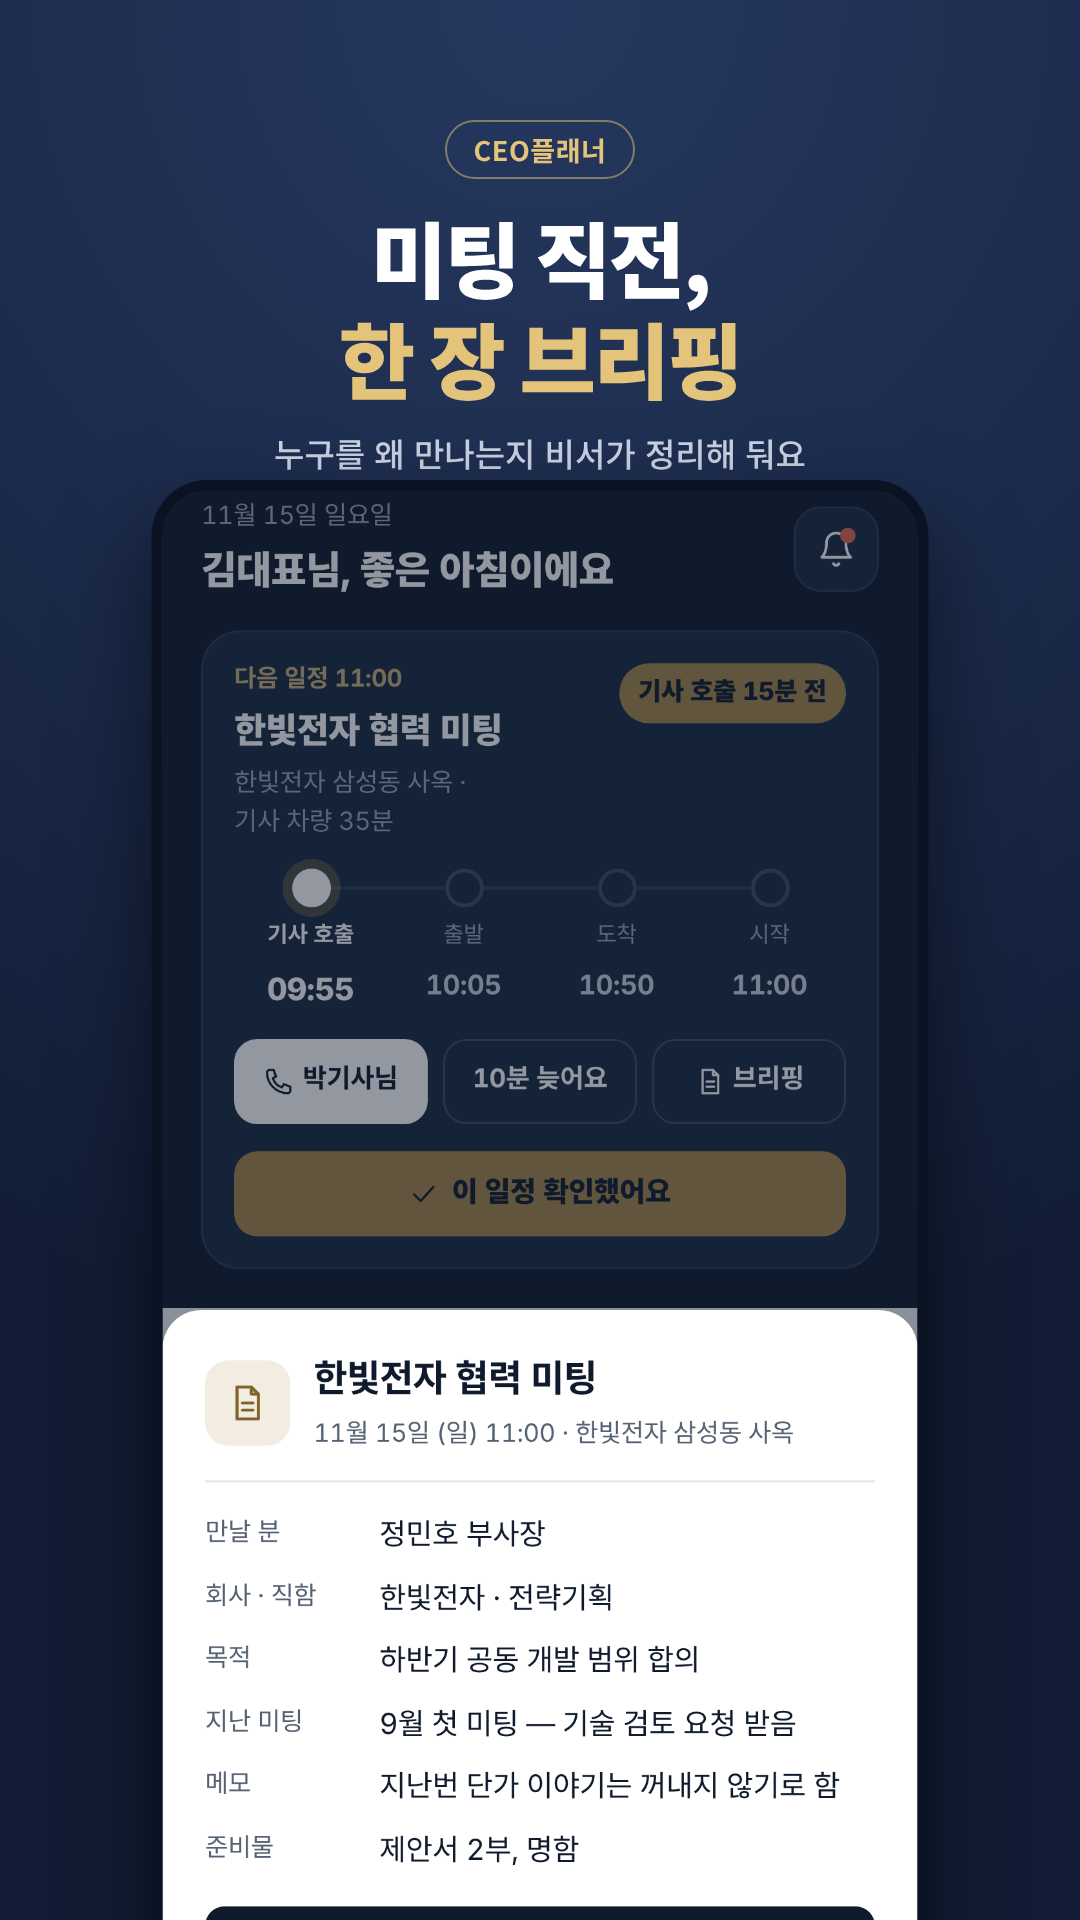 CEO플래너
미팅 직전,
한 장 브리핑
누구를 왜 만나는지 비서가 정리해 둬요
11월 15일 일요일
김대표님, 좋은 아침이에요
다음 일정 11:00
기사 호출 15분 전
한빛전자 협력 미팅
한빛전자 삼성동 사옥 ·
기사 차량 35분
기사 호출 출발 도착 시작
09:55 10:05 10:50 11:00
박기사님 10분 늦어요 브리핑
이 일정 확인했어요
한빛전자 협력 미팅
11월 15일 (일) 11:00 · 한빛전자 삼성동 사옥
만날 분 정민호 부사장
회사 · 직함 한빛전자 · 전략기획
목적 하반기 공동 개발 범위 합의
지난 미팅 9월 첫 미팅 — 기술 검토 요청 받음
메모 지난번 단가 이야기는 꺼내지 않기로 함
준비물 제안서 2부, 명함